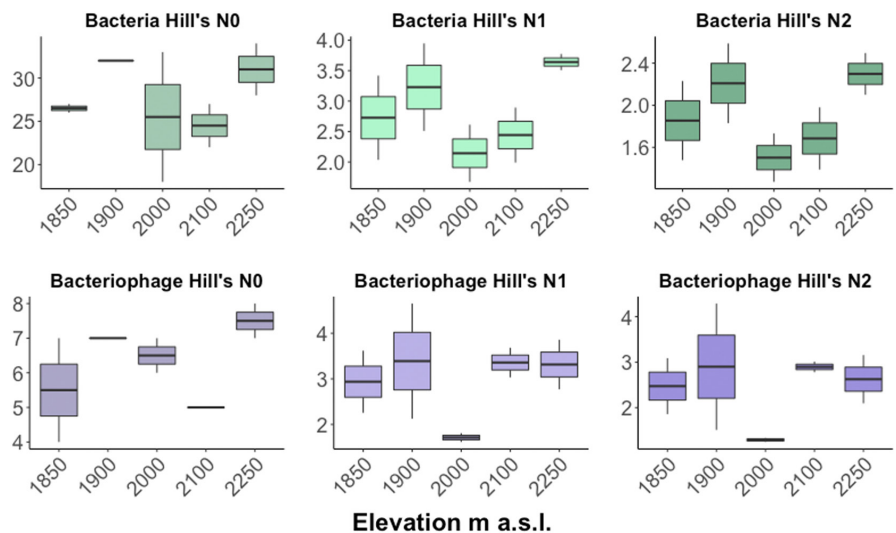 Bacteria Hill's N0
Bacteria Hill's N1
Bacteria Hill's N2
30
25
20
4.0
3.5
3.0
2.5
2.0
2.4
2.0
1.6
1850 1900 2000 2100 2250
1850 1900 2000 2100 2250
1850 1900 2000 2100 2250
Bacteriophage Hill's N0
Bacteriophage Hill's N1
Bacteriophage Hill's N2
8
7
6
5
4
4
3
2
4
3
2
1850 1900 2000 2100 2250
1850 1900 2000 2100 2250
1850 1900 2000 2100 2250
Elevation m a.s.l.